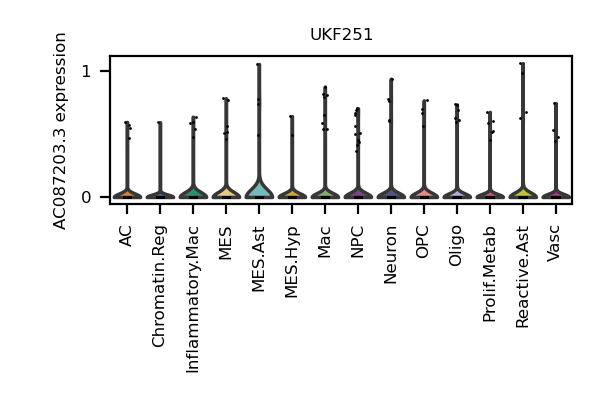 UKF251
AC087203.3 expression
1
0
AC
Chromatin.Reg
Inflammatory.Mac
MES
MES.Ast
MES.Hyp
Mac
NPC
Neuron
OPC
Oligo
Prolif.Metab
Reactive.Ast
Vasc